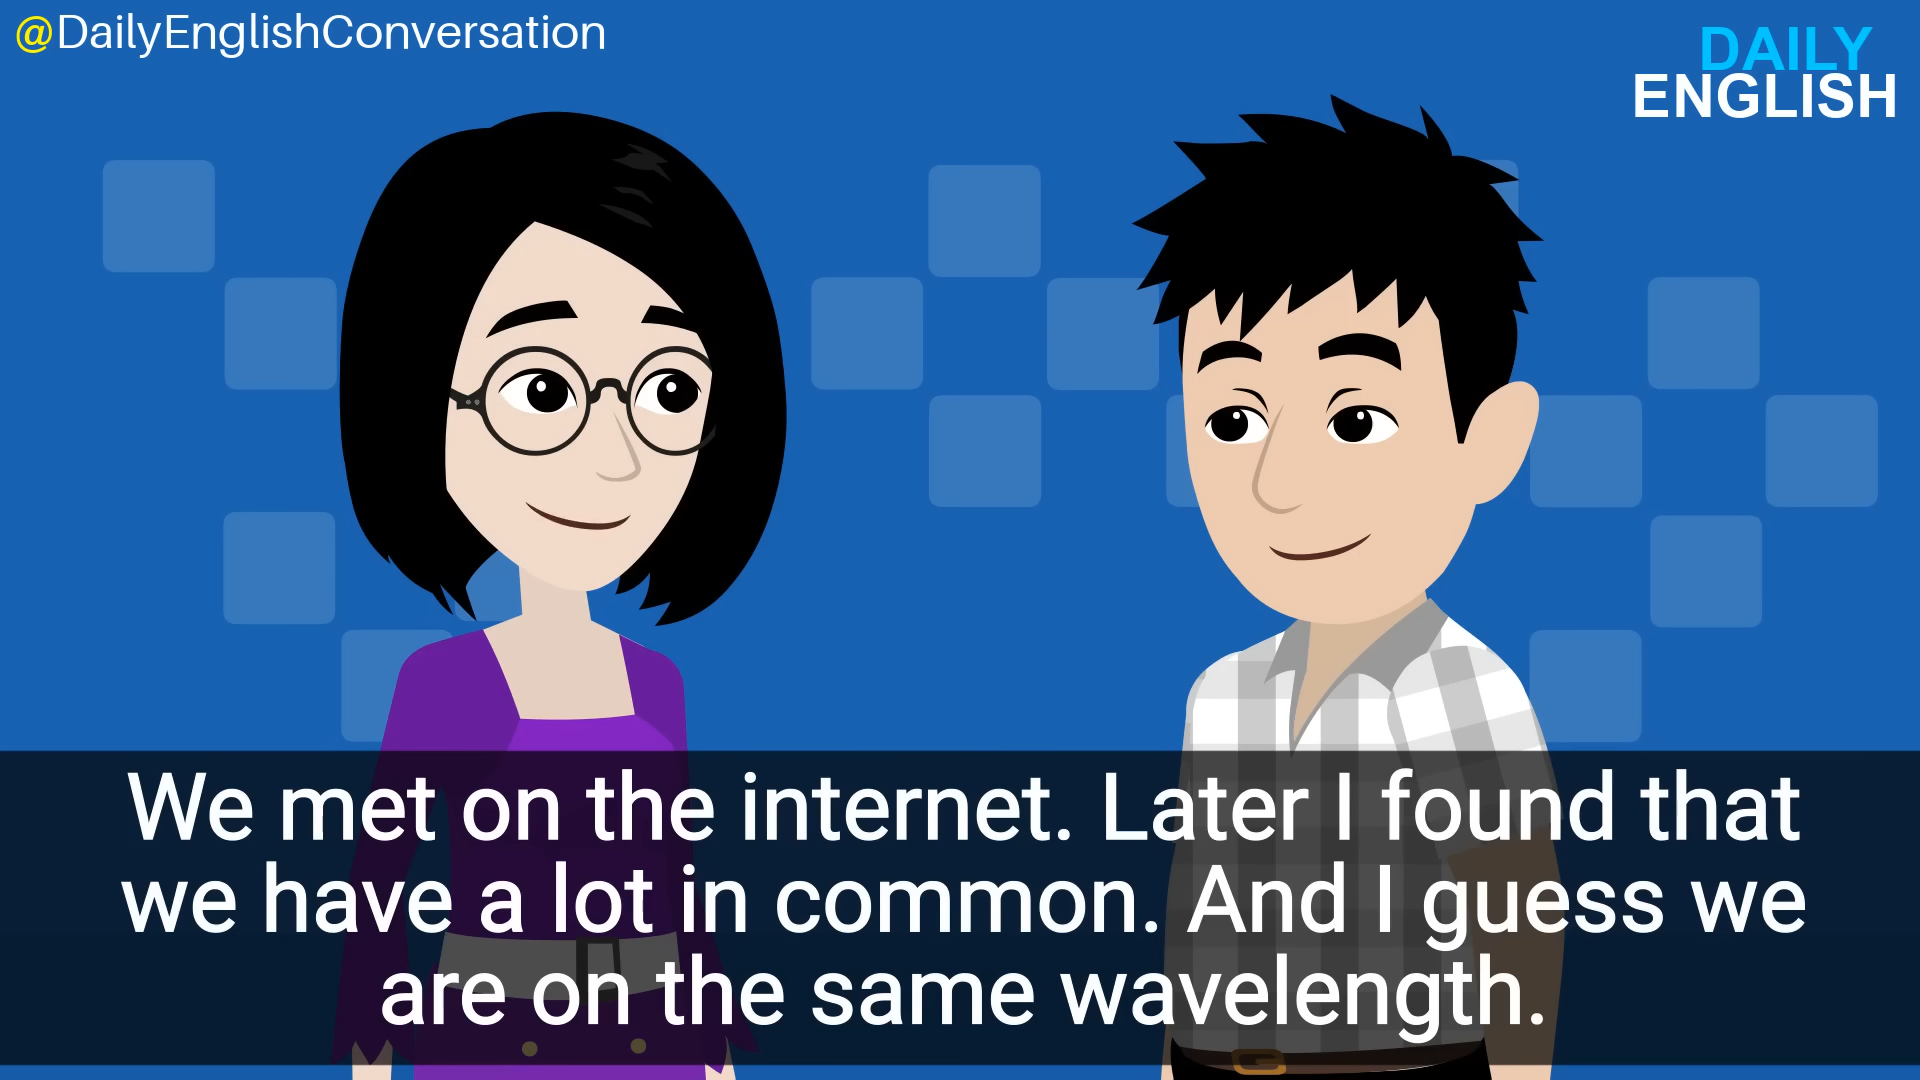 @DailyEnglishConversation
DAILY
ENGLISH
We met on the internet. Later I found that
we have a lot in common. And I guess we
are on the same wavelength.